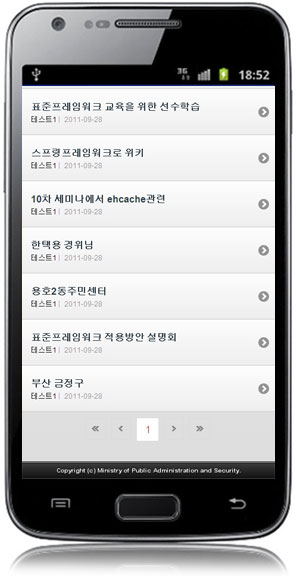 3G 18:52
표준프레임워크 교육을 위한 선수학습
테스트1 | 2011-09-28
스프링프레임워크로 위키
테스트1 | 2011-09-28
10차 세미나에서 ehcache관련
테스트1 | 2011-09-28
한택용 경위님
테스트1 | 2011-09-28
용호2동주민센터
테스트1 | 2011-09-28
표준프레임워크 적용방안 설명회
테스트1 | 2011-09-28
부산 금정구
테스트1 | 2011-09-28
« ‹ 1 › »
Copyright (c) Ministry of Public Administration and Security.